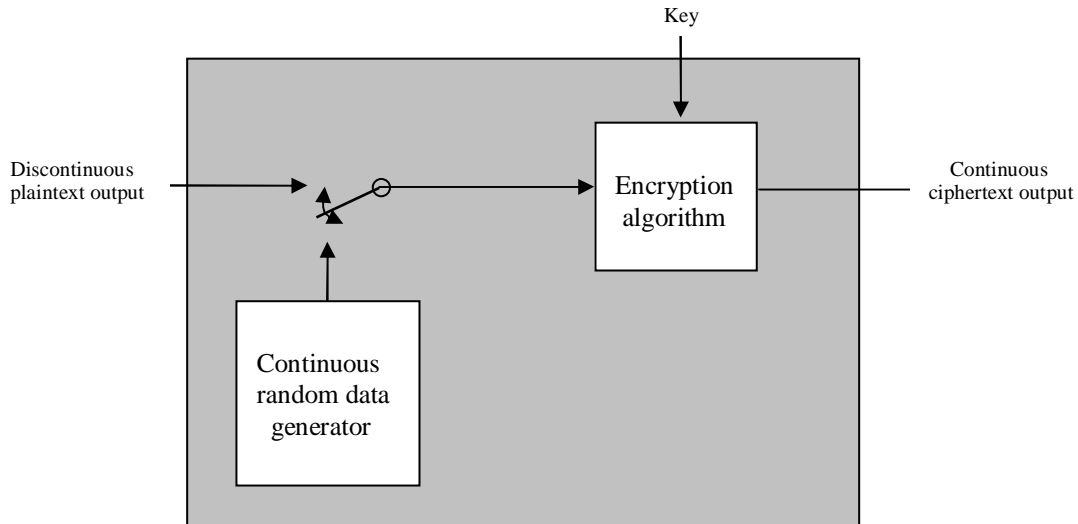 Key
Discontinuous
plaintext output
Encryption
algorithm
Continuous
ciphertext output
Continuous
random data
generator